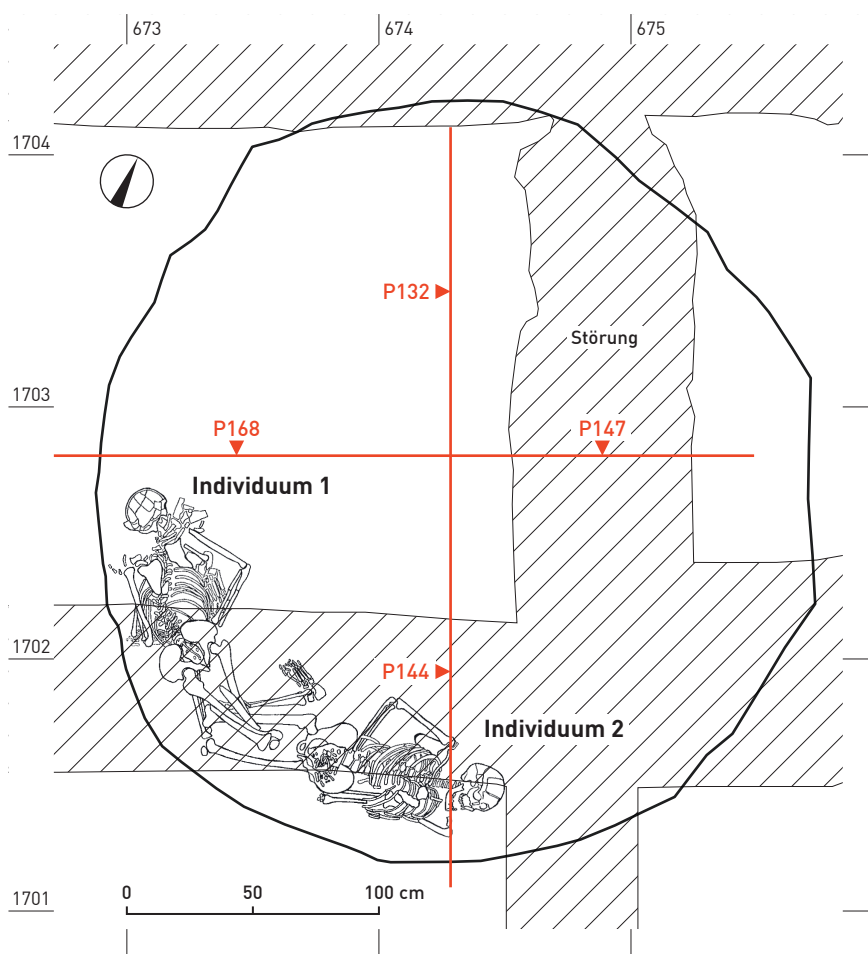 673 674 675
1704
P132
Störung
1703
P168 P147
Individuum 1
1702
P144
Individuum 2
0 50 100 cm
1701